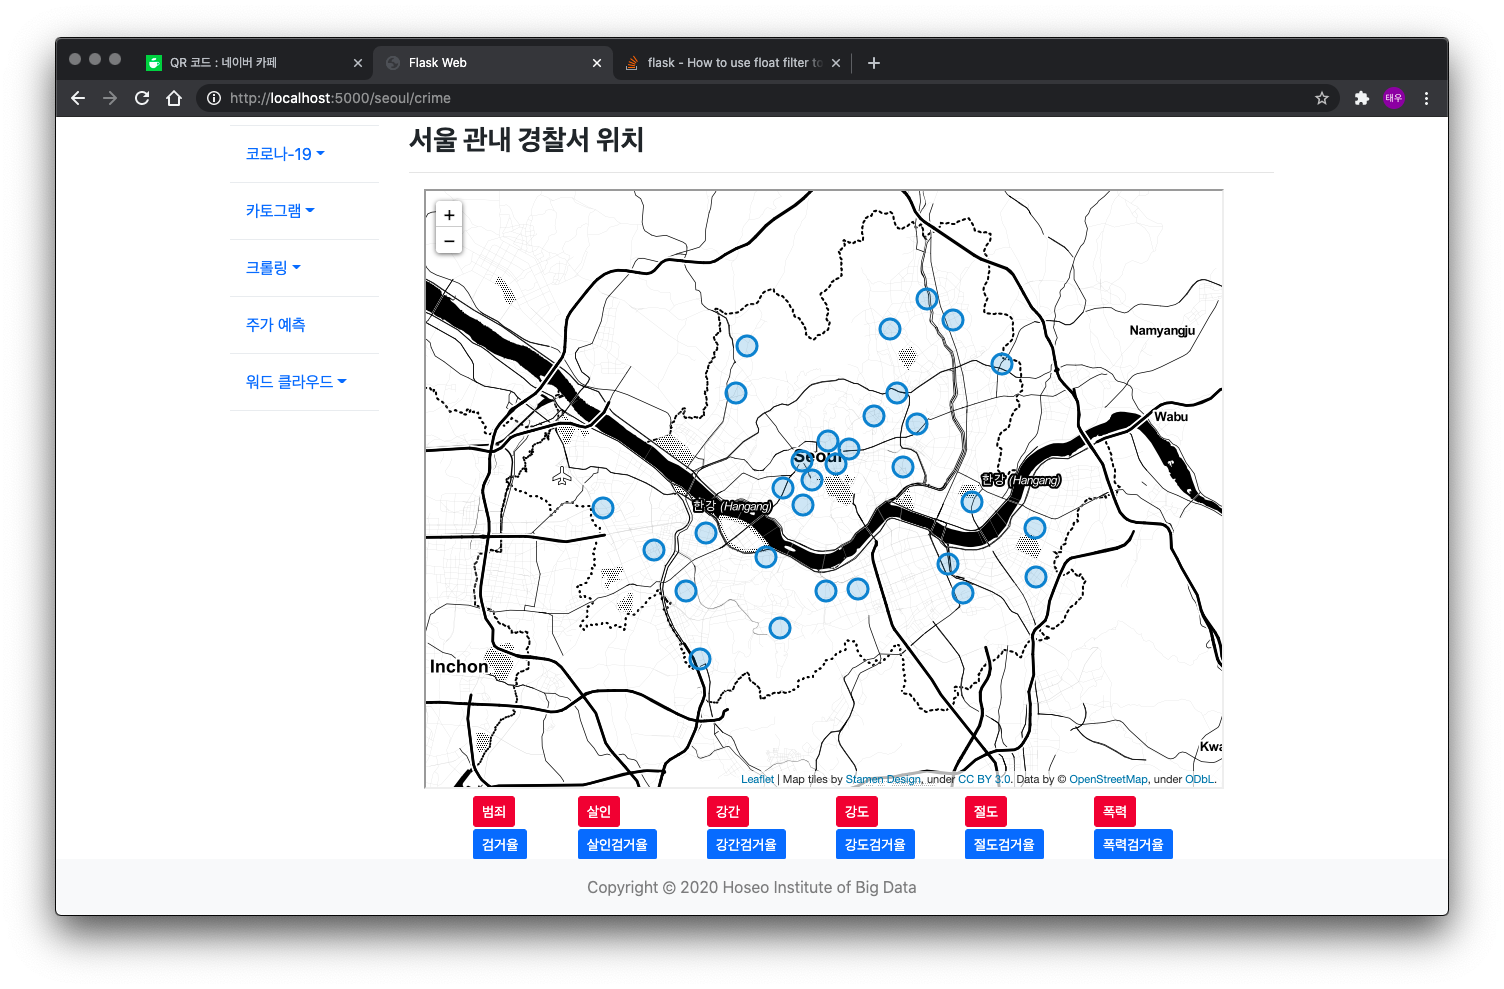 QR 코드 : 네이버 카페
Flask Web
flask - How to use float filter to
http://localhost:5000/seoul/crime
태우
코로나-19
카토그램
크롤링
주가 예측
워드 클라우드
서울 관내 경찰서 위치
+
−
Namyangju
Wabu
Seoul
한강 (Hangang)
한강 (Hangang)
Inchon
Kwa
Leaflet | Map tiles by Stamen Design, under CC BY 3.0. Data by © OpenStreetMap, under ODbL.
범죄 살인 강간 강도 절도 폭력
검거율 살인검거율 강간검거율 강도검거율 절도검거율 폭력검거율
Copyright © 2020 Hoseo Institute of Big Data